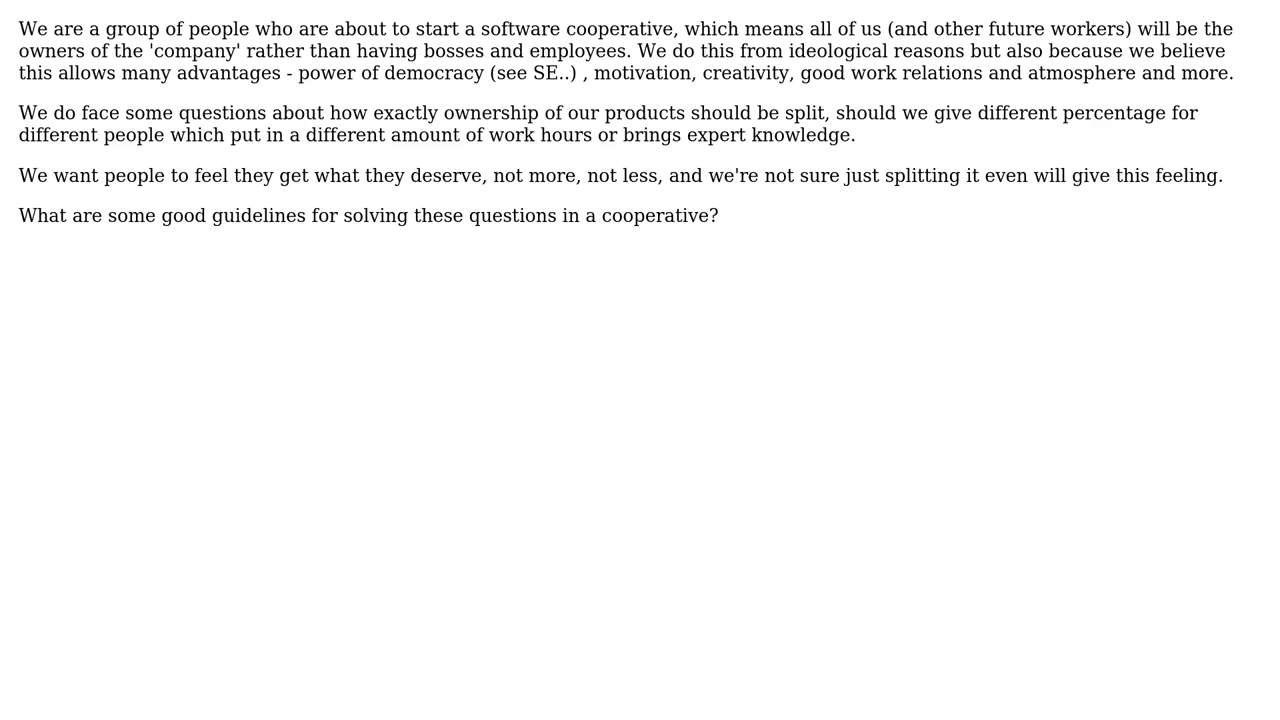 We are a group of people who are about to start a software cooperative, which means all of us (and other future workers) will be the
owners of the 'company' rather than having bosses and employees. We do this from ideological reasons but also because we believe
this allows many advantages - power of democracy (see SE..) , motivation, creativity, good work relations and atmosphere and more.
We do face some questions about how exactly ownership of our products should be split, should we give different percentage for
different people which put in a different amount of work hours or brings expert knowledge.
We want people to feel they get what they deserve, not more, not less, and we're not sure just splitting it even will give this feeling.
What are some good guidelines for solving these questions in a cooperative?